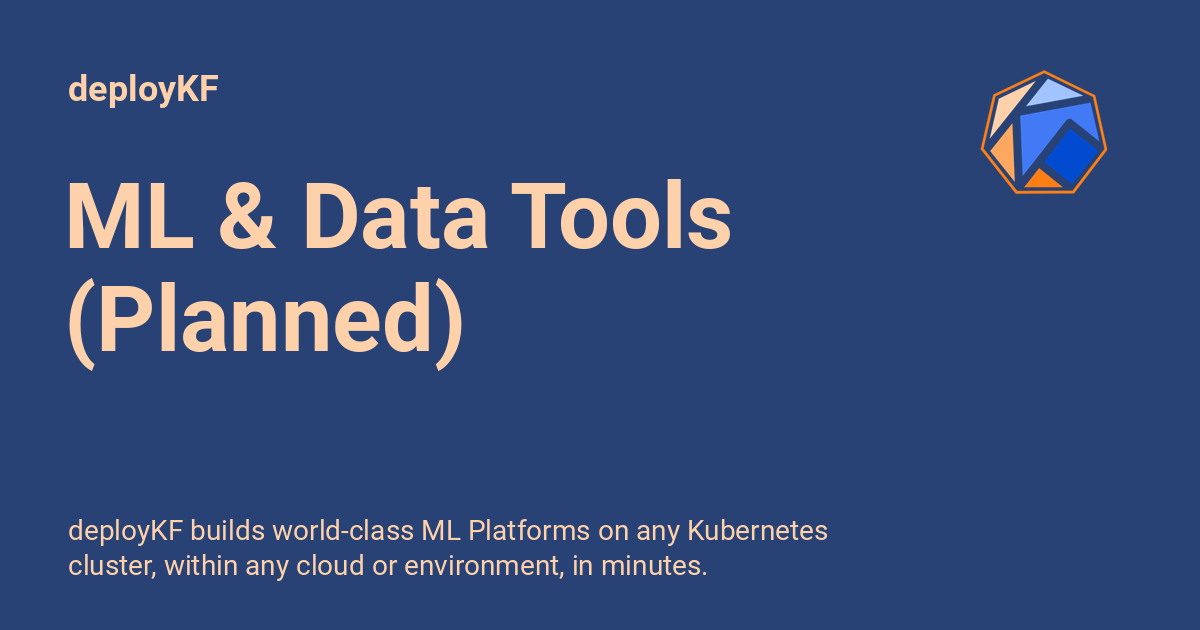 deployKF
ML & Data Tools
(Planned)
deployKF builds world-class ML Platforms on any Kubernetes
cluster, within any cloud or environment, in minutes.